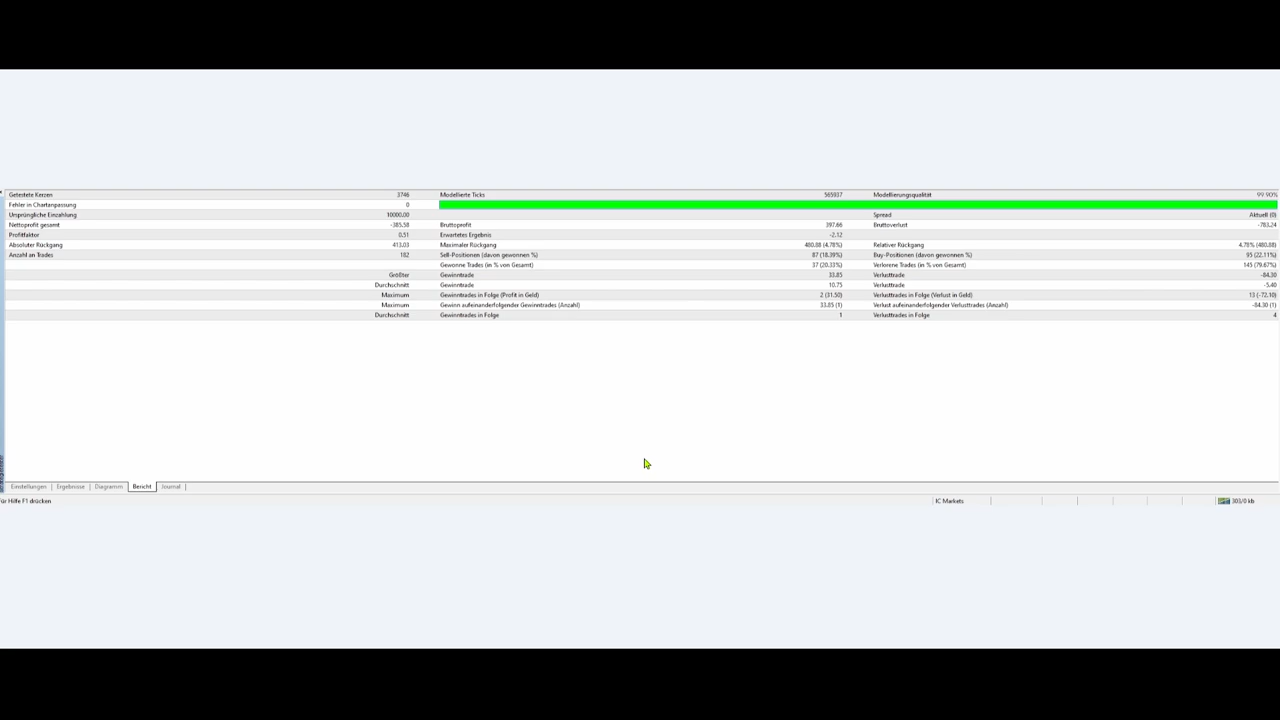 Getestete Kerzen 3746 Modellierte Ticks 565937 Modellierungsqualität 99.90%
Fehler in Chartanpassung 0
Ursprüngliche Einzahlung 10000.00 Spread Aktuell (0)
Nettoprofit gesamt -385.58 Bruttoprofit 397.66 Bruttoverlust -783.24
Profitfaktor 0.51 Erwartetes Ergebnis -2.12
Absoluter Rückgang 413.03 Maximaler Rückgang 480.88 (4.78%) Relativer Rückgang 4.78% (480.88)
Anzahl an Trades 182 Sell-Positionen (davon gewonnen %) 87 (18.39%) Buy-Positionen (davon gewonnen %) 95 (22.11%)
Gewonne Trades (in % von Gesamt) 37 (20.33%) Verlorene Trades (in % von Gesamt) 145 (79.67%)
Größter Gewinntrade 33.85 Verlusttrade -84.30
Durchschnitt Gewinntrade 10.75 Verlusttrade -5.40
Maximum Gewinntrades in Folge (Profit in Geld) 2 (31.50) Verlusttrades in Folge (Verlust in Geld) 13 (-72.10)
Maximum Gewinn aufeinanderfolgender Gewinntrades (Anzahl) 33.85 (1) Verlust aufeinanderfolgender Verlusttrades (Anzahl) -84.30 (1)
Durchschnitt Gewinntrades in Folge 1 Verlusttrades in Folge 4
Einstellungen Ergebnisse Diagramm Bericht Journal
ür Hilfe F1 drücken IC Markets 303/0 kb